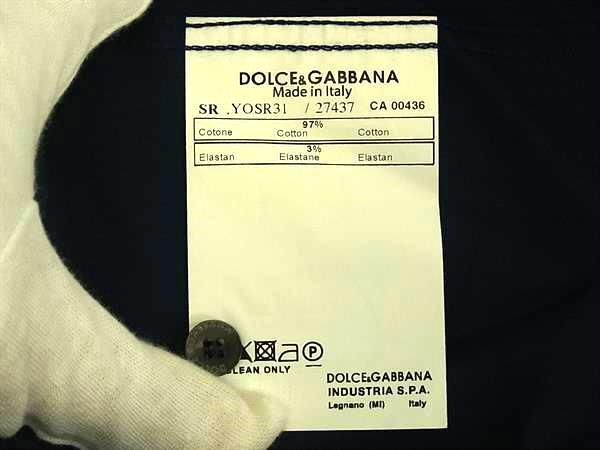 DOLCE&GABBANA
Made in Italy
SR .YOSR31 / 27437 CA 00436
97%
Cotone Cotton Cotton
3%
Elastan Elastane Elastan
P
CLEAN ONLY
DOLCE&GABBANA
INDUSTRIA S.P.A.
Legnano (MI) Italy